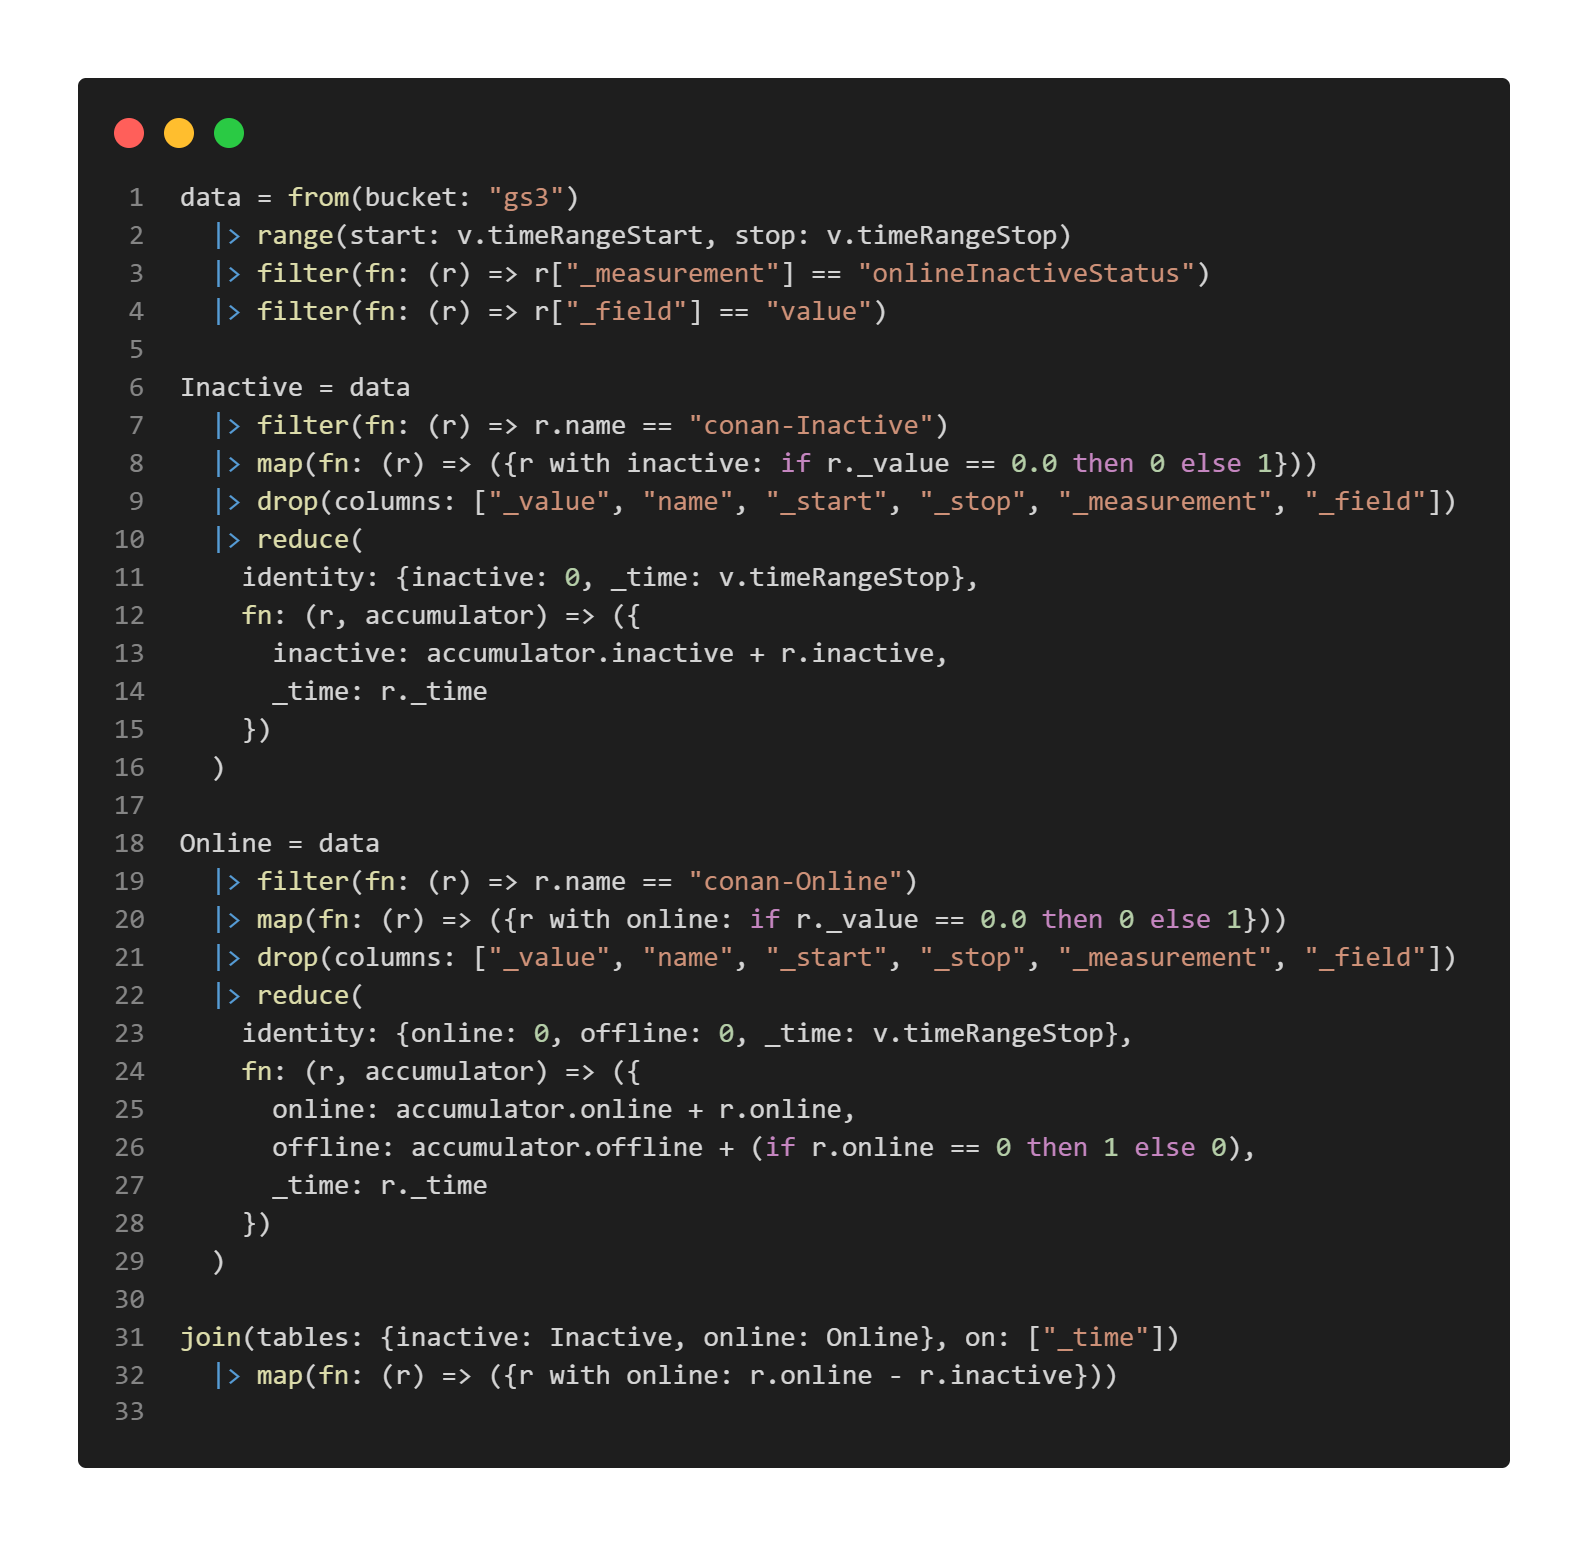 1 data = from(bucket: "gs3")
2   |> range(start: v.timeRangeStart, stop: v.timeRangeStop)
3   |> filter(fn: (r) => r["_measurement"] == "onlineInactiveStatus")
4   |> filter(fn: (r) => r["_field"] == "value")
5
6 Inactive = data
7   |> filter(fn: (r) => r.name == "conan-Inactive")
8   |> map(fn: (r) => ({r with inactive: if r._value == 0.0 then 0 else 1}))
9   |> drop(columns: ["_value", "name", "_start", "_stop", "_measurement", "_field"])
10   |> reduce(
11     identity: {inactive: 0, _time: v.timeRangeStop},
12     fn: (r, accumulator) => ({
13       inactive: accumulator.inactive + r.inactive,
14       _time: r._time
15     })
16   )
17
18 Online = data
19   |> filter(fn: (r) => r.name == "conan-Online")
20   |> map(fn: (r) => ({r with online: if r._value == 0.0 then 0 else 1}))
21   |> drop(columns: ["_value", "name", "_start", "_stop", "_measurement", "_field"])
22   |> reduce(
23     identity: {online: 0, offline: 0, _time: v.timeRangeStop},
24     fn: (r, accumulator) => ({
25       online: accumulator.online + r.online,
26       offline: accumulator.offline + (if r.online == 0 then 1 else 0),
27       _time: r._time
28     })
29   )
30
31 join(tables: {inactive: Inactive, online: Online}, on: ["_time"])
32   |> map(fn: (r) => ({r with online: r.online - r.inactive}))
33